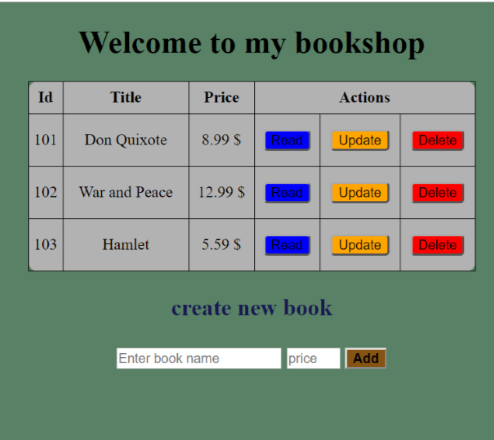 Welcome to my bookshop
Id Title Price Actions
101 Don Quixote 8.99 $ Read Update Delete
102 War and Peace 12.99 $ Read Update Delete
103 Hamlet 5.59 $ Read Update Delete
create new book
Enter book name price Add